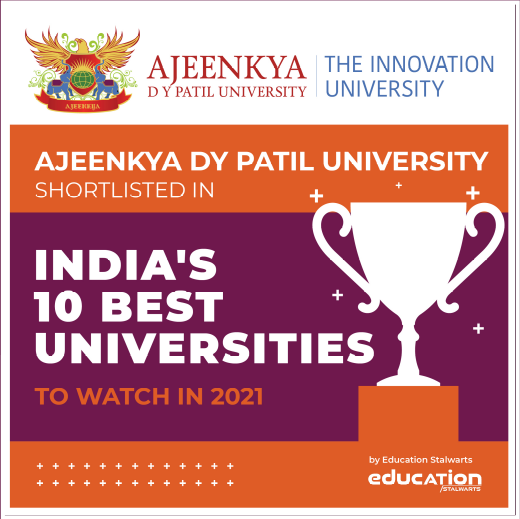 AJEENKYA
AJEENKYA
D Y PATIL UNIVERSITY
THE INNOVATION
UNIVERSITY
AJEENKYA DY PATIL UNIVERSITY
SHORTLISTED IN
INDIA'S
10 BEST
UNIVERSITIES
TO WATCH IN 2021
by Education Stalwarts
educATion
/STALWARTS